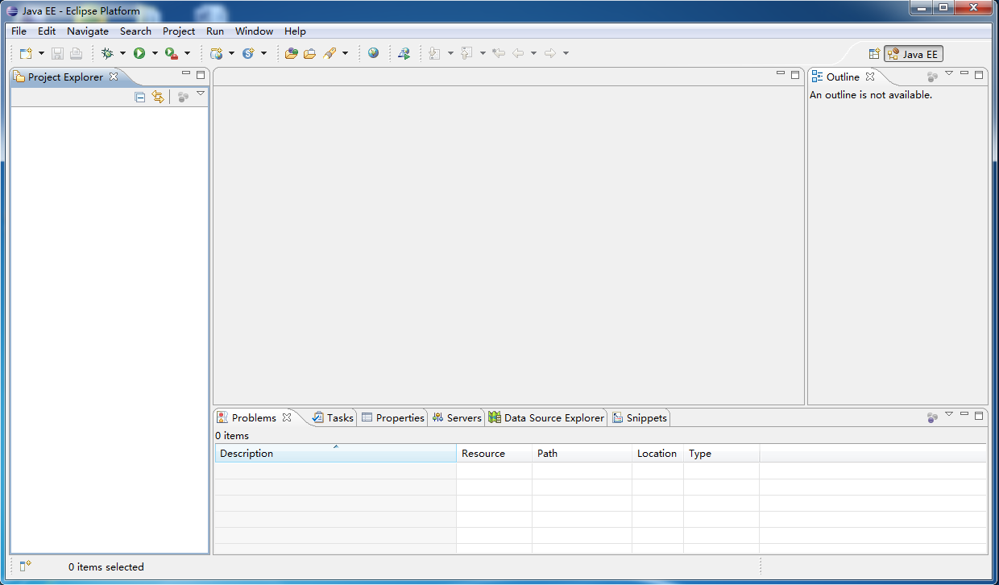 Java EE - Eclipse Platform
File Edit Navigate Search Project Run Window Help
Java EE
Project Explorer
Outline
An outline is not available.
Problems Tasks Properties Servers Data Source Explorer Snippets
0 items
Description Resource Path Location Type
0 items selected